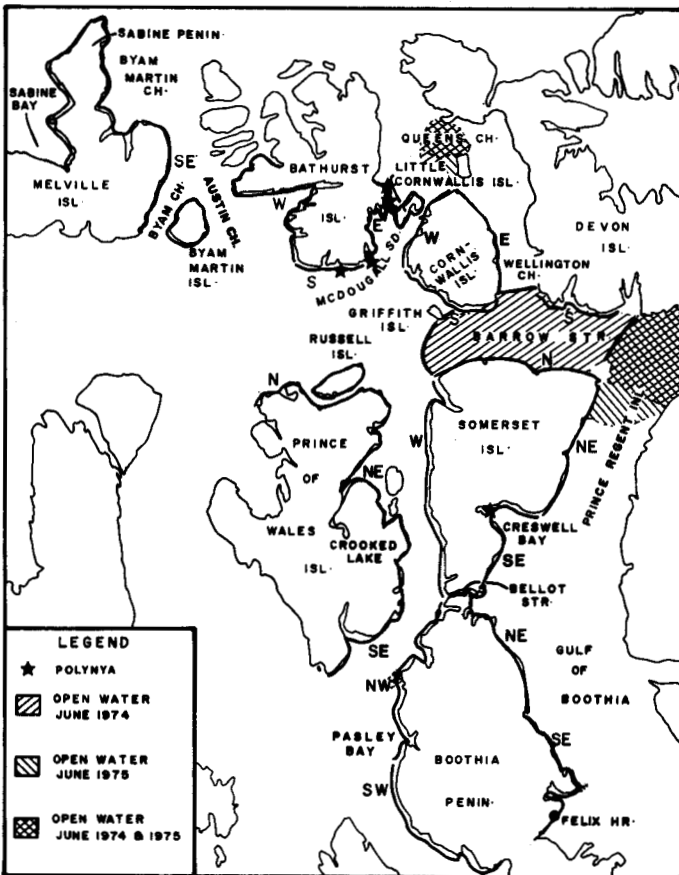 SABINE PENIN.
BYAM
MARTIN
CH.
SABINE
BAY
MELVILLE
ISL.
SE
BYAM CH.
AUSTIN CH.
BYAM
MARTIN
ISL.
BATHURST
ISL.
W
S
E
MCDOUGALL SD.
QUEENS CH.
LITTLE
CORNWALLIS ISL.
W
CORN-
WALLIS
ISL.
E
DEVON
ISL.
WELLINGTON
CH.
GRIFFITH
ISL.
S
S
BARROW STR.
N
RUSSELL
ISL.
N
PRINCE
OF
WALES
ISL.
NE
CROOKED
LAKE
SE
W
SOMERSET
ISL.
NE
PRINCE REGENT INL.
CRESWELL
BAY
SE
BELLOT
STR.
NE
NW
GULF
OF
BOOTHIA
SE
PASLEY
BAY
SW
BOOTHIA
PENIN.
FELIX HR.
LEGEND
POLYNYA
OPEN WATER
JUNE 1974
OPEN WATER
JUNE 1975
OPEN WATER
JUNE 1974 & 1975